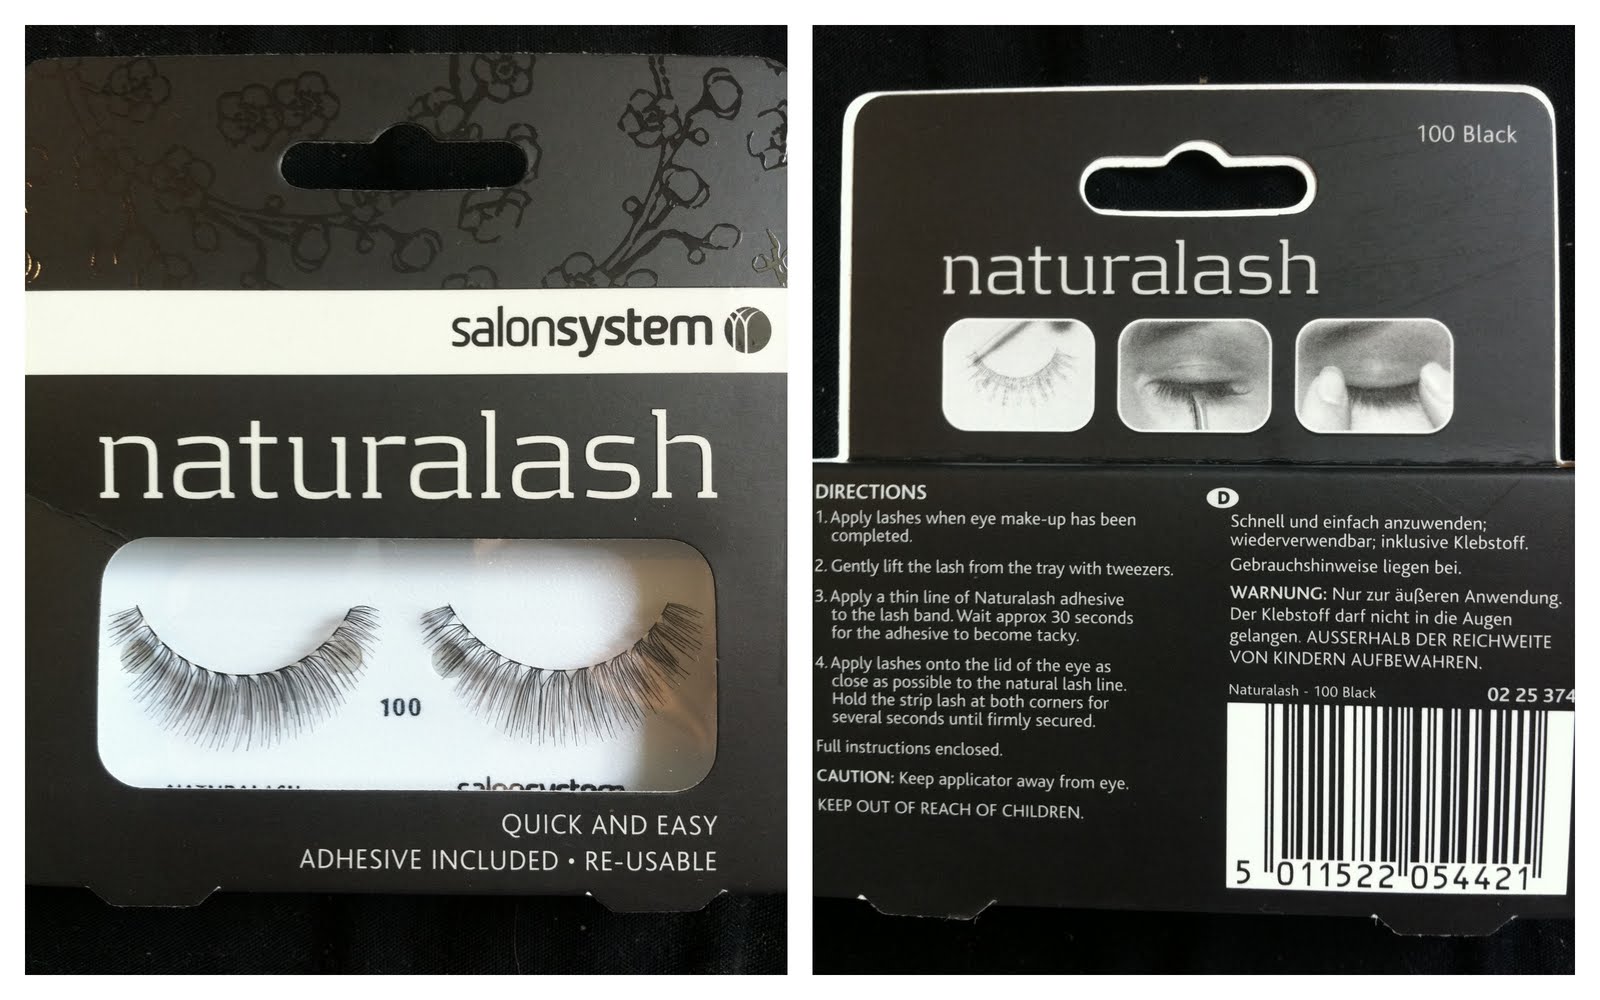 salonsystem
naturalash
100
NATURALASH
salonsystem
QUICK AND EASY
ADHESIVE INCLUDED • RE-USABLE
100 Black
naturalash
DIRECTIONS
1. Apply lashes when eye make-up has been
completed.
2. Gently lift the lash from the tray with tweezers.
3. Apply a thin line of Naturalash adhesive
to the lash band. Wait approx 30 seconds
for the adhesive to become tacky.
4. Apply lashes onto the lid of the eye as
close as possible to the natural lash line.
Hold the strip lash at both corners for
several seconds until firmly secured.
Full instructions enclosed.
CAUTION: Keep applicator away from eye.
KEEP OUT OF REACH OF CHILDREN.
D
Schnell und einfach anzuwenden;
wiederverwendbar; inklusive Klebstoff.
Gebrauchshinweise liegen bei.
WARNUNG: Nur zur äußeren Anwendung.
Der Klebstoff darf nicht in die Augen
gelangen. AUSSERHALB DER REICHWEITE
VON KINDERN AUFBEWAHREN.
Naturalash - 100 Black 02 25 374
5 011522 054421